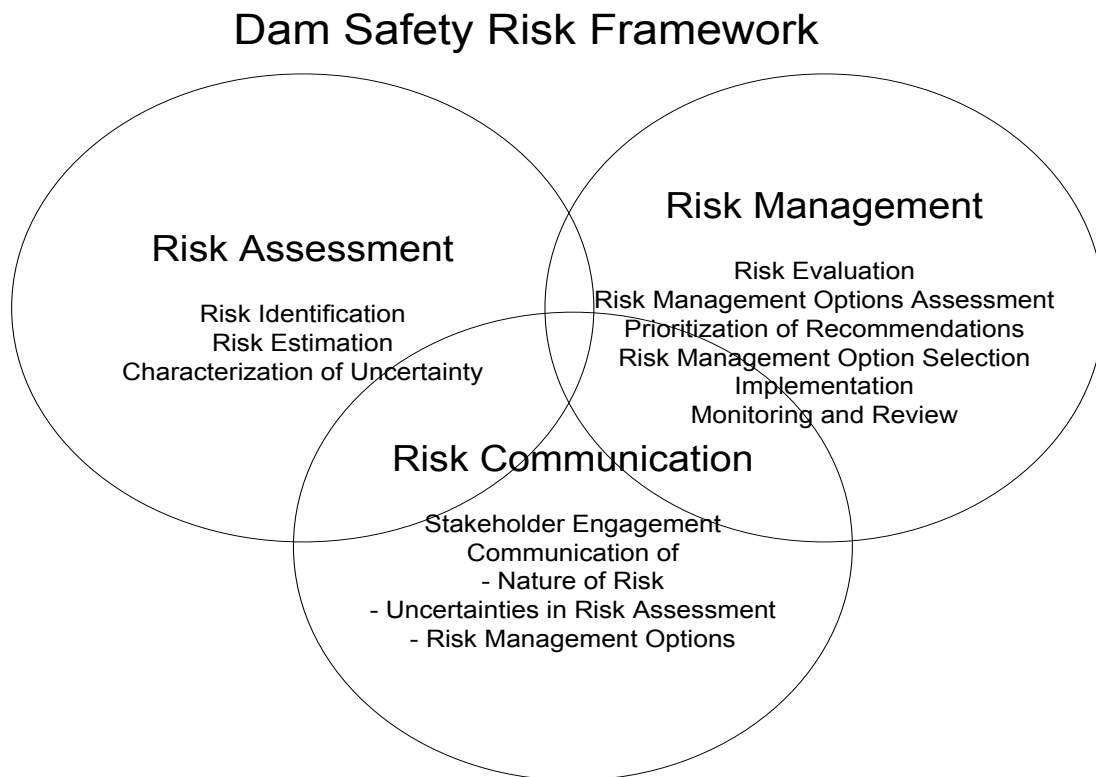 Dam Safety Risk Framework
Risk Assessment
Risk Identification
Risk Estimation
Characterization of Uncertainty
Risk Management
Risk Evaluation
Risk Management Options Assessment
Prioritization of Recommendations
Risk Management Option Selection
Implementation
Monitoring and Review
Risk Communication
Stakeholder Engagement
Communication of
- Nature of Risk
- Uncertainties in Risk Assessment
- Risk Management Options